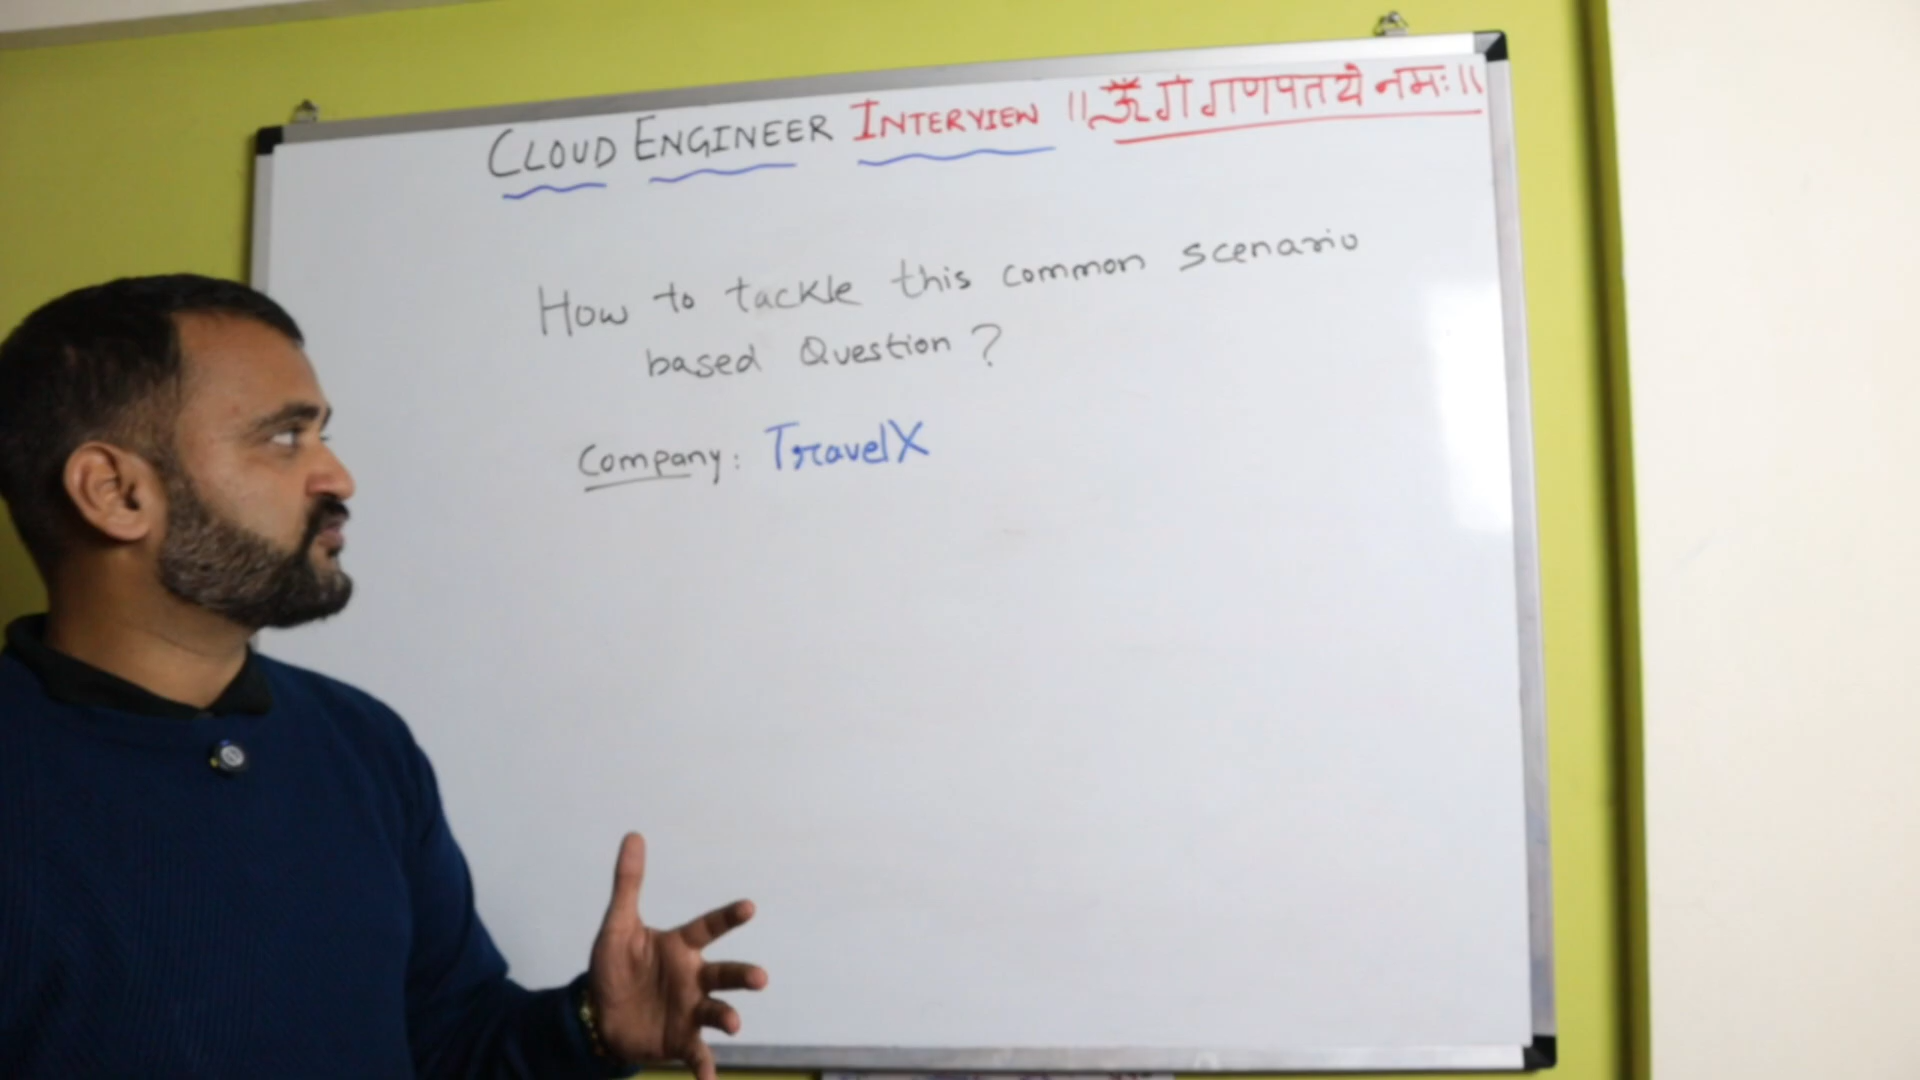 CLOUD ENGINEER INTERVIEW ॥ ॐ गं गणपतये नमः॥
How to tackle this common scenario
based Question ?
Company: TravelX